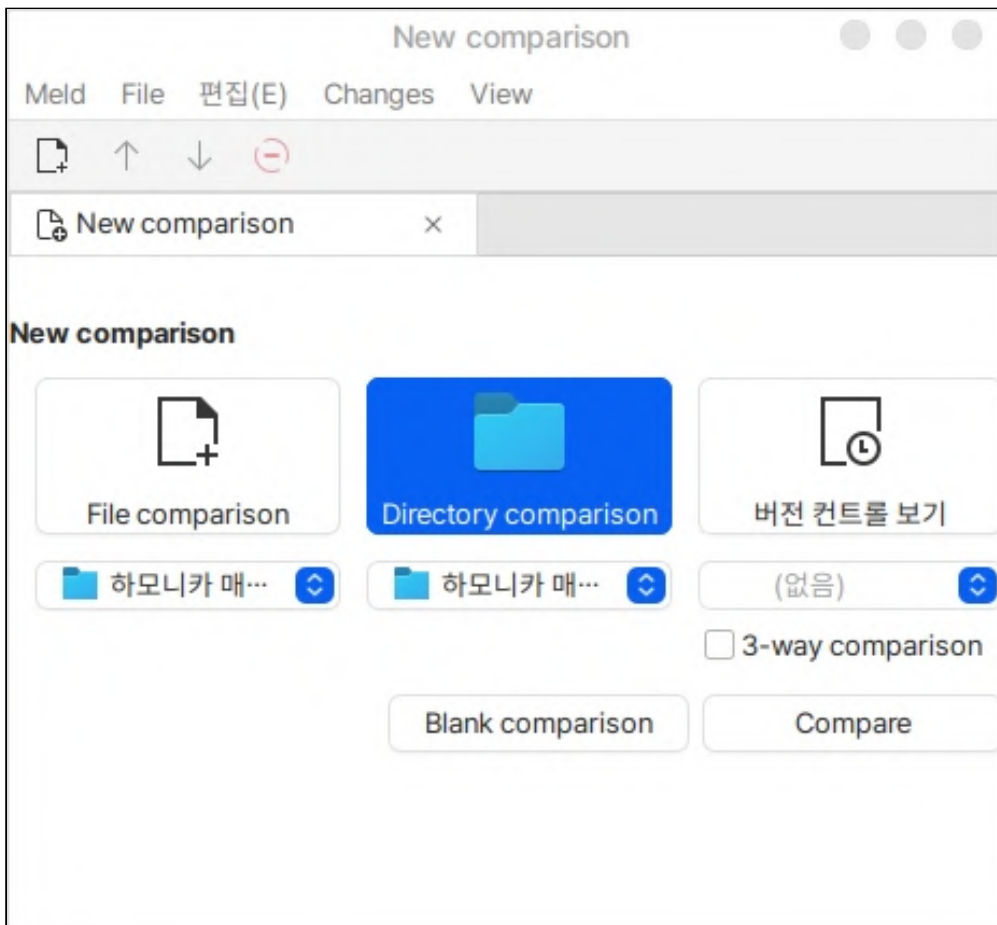 New comparison
Meld File 편집(E) Changes View
New comparison ×
New comparison
File comparison Directory comparison 버전 컨트롤 보기
하모니카 매… 하모니카 매… (없음)
3-way comparison
Blank comparison Compare